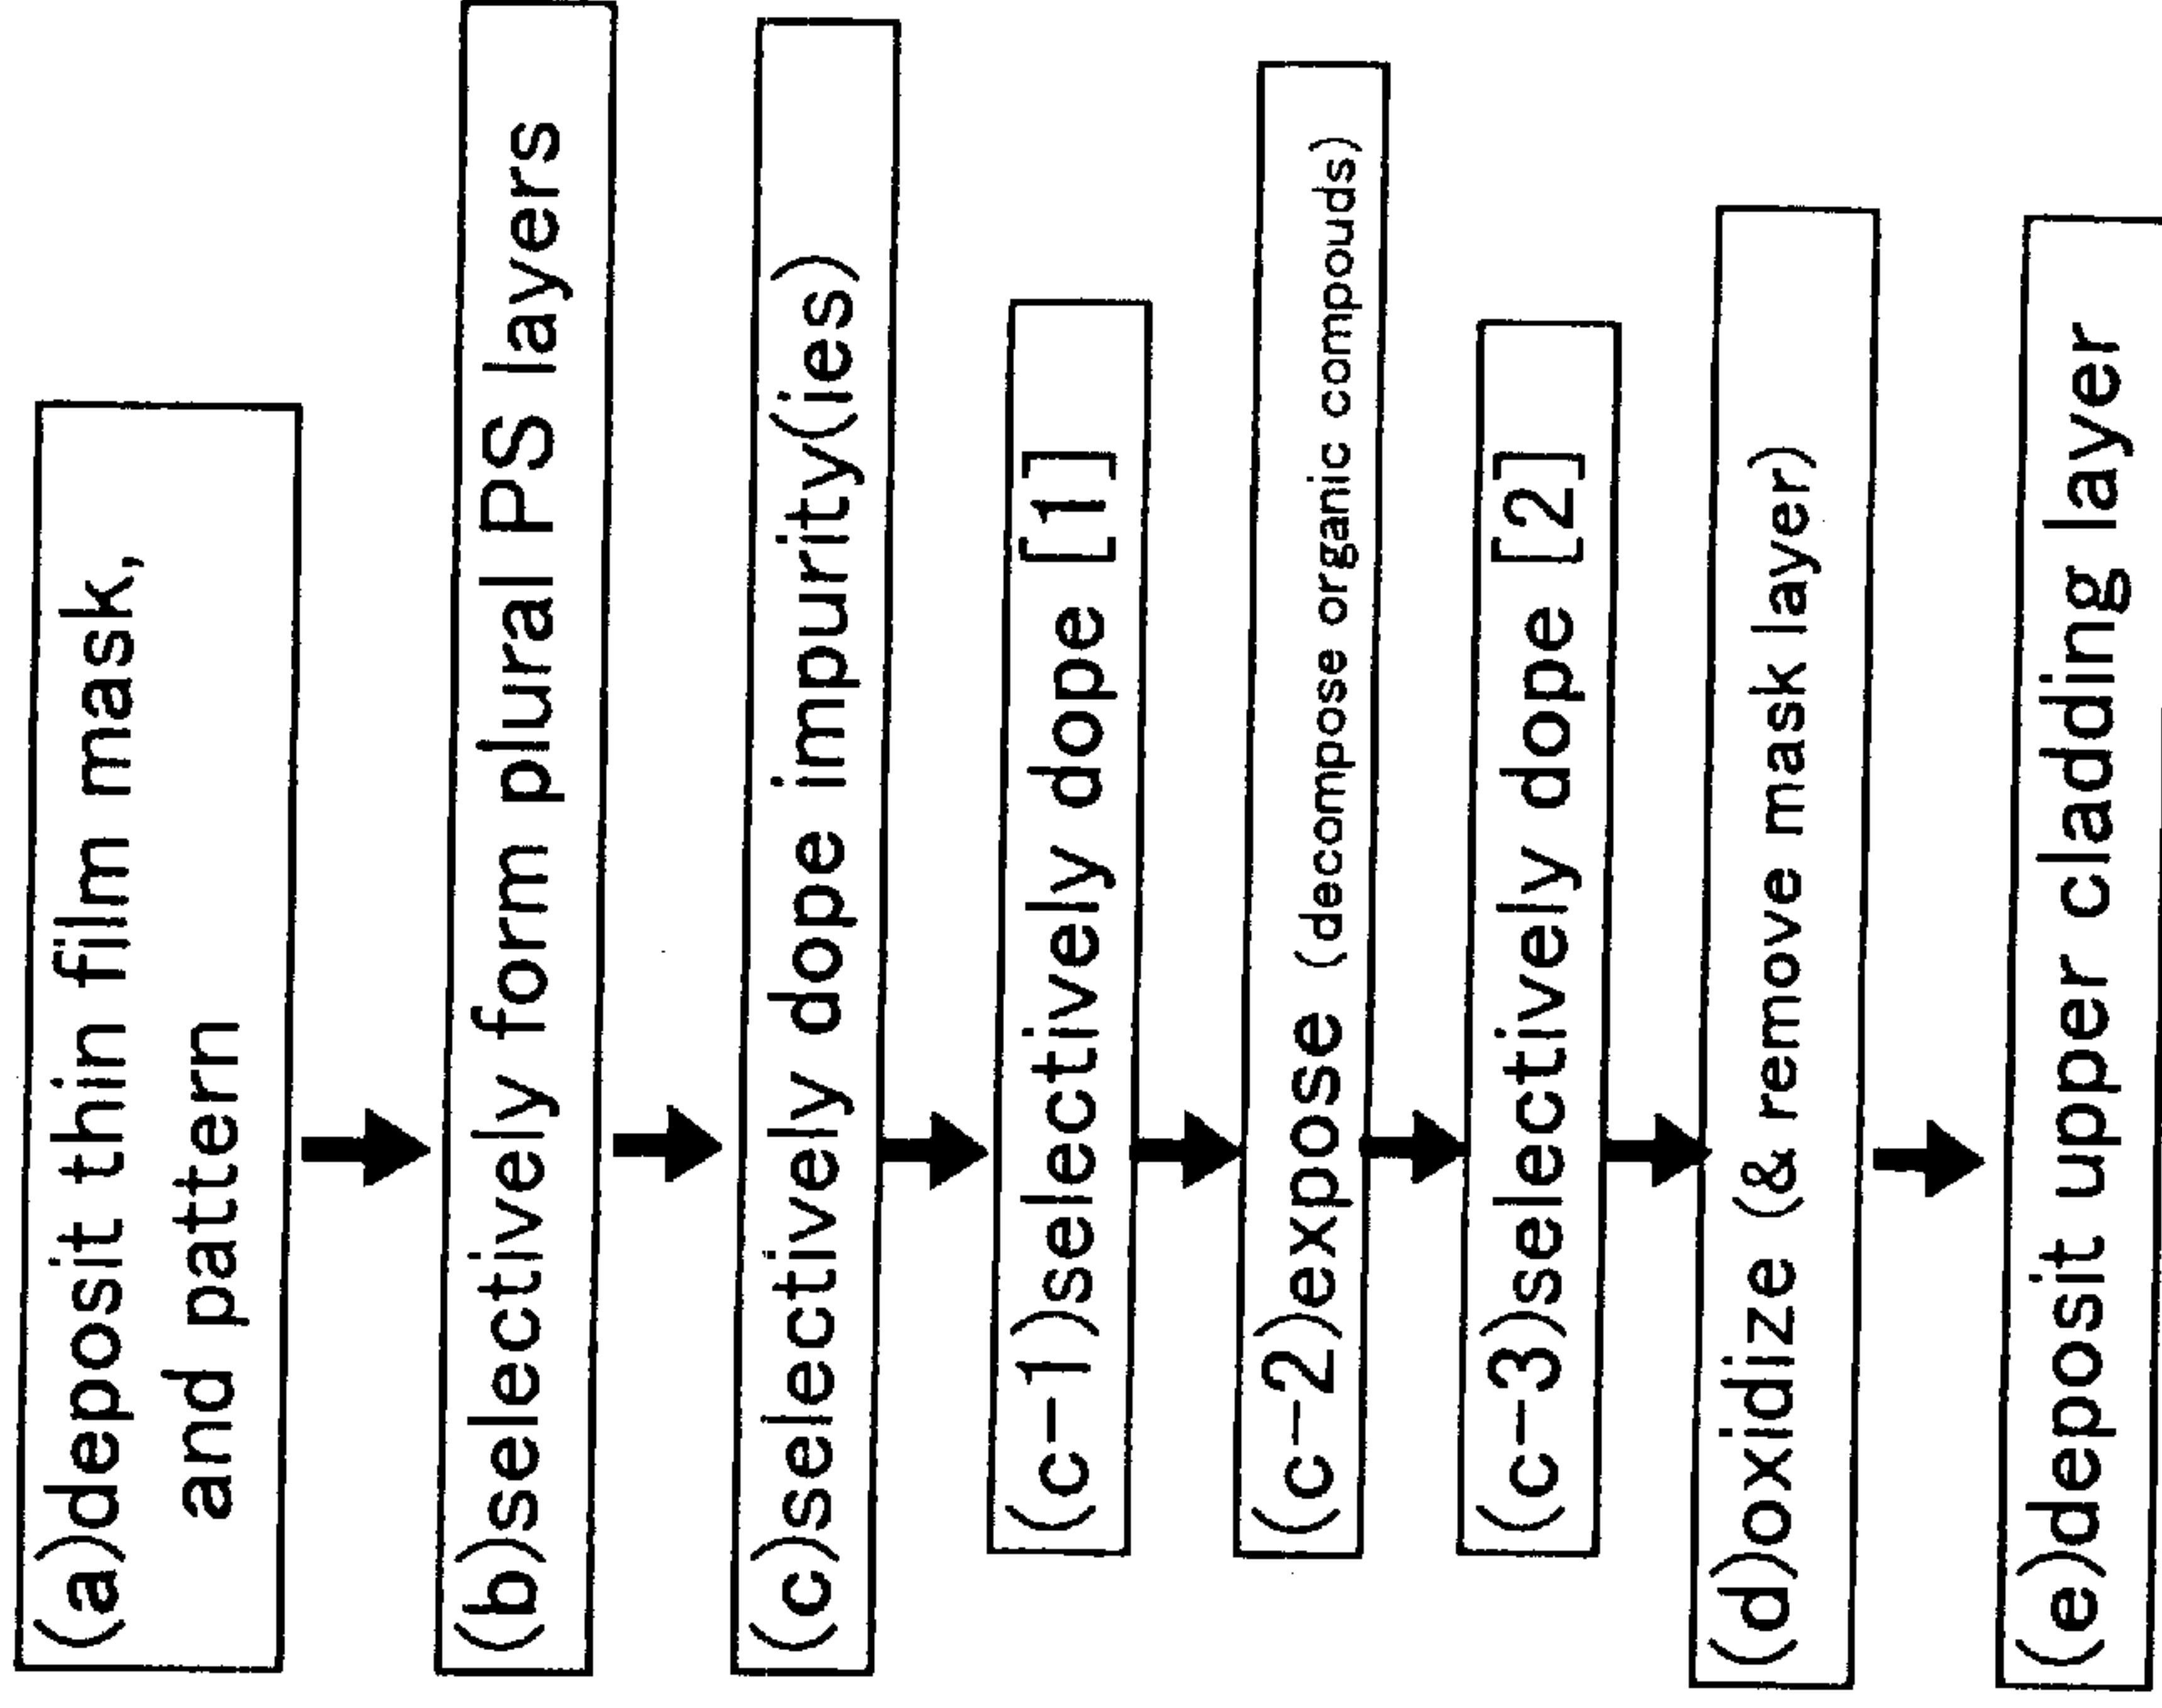 (a)deposit thin film mask,
and pattern
(b)selectively form plural PS layers
(c)selectively dope impurity(ies)
(c-1)selectively dope [1]
(c-2)expose (decompose organic compouds)
(c-3)selectively dope [2]
(d)oxidize (& remove mask layer)
(e)deposit upper cladding layer